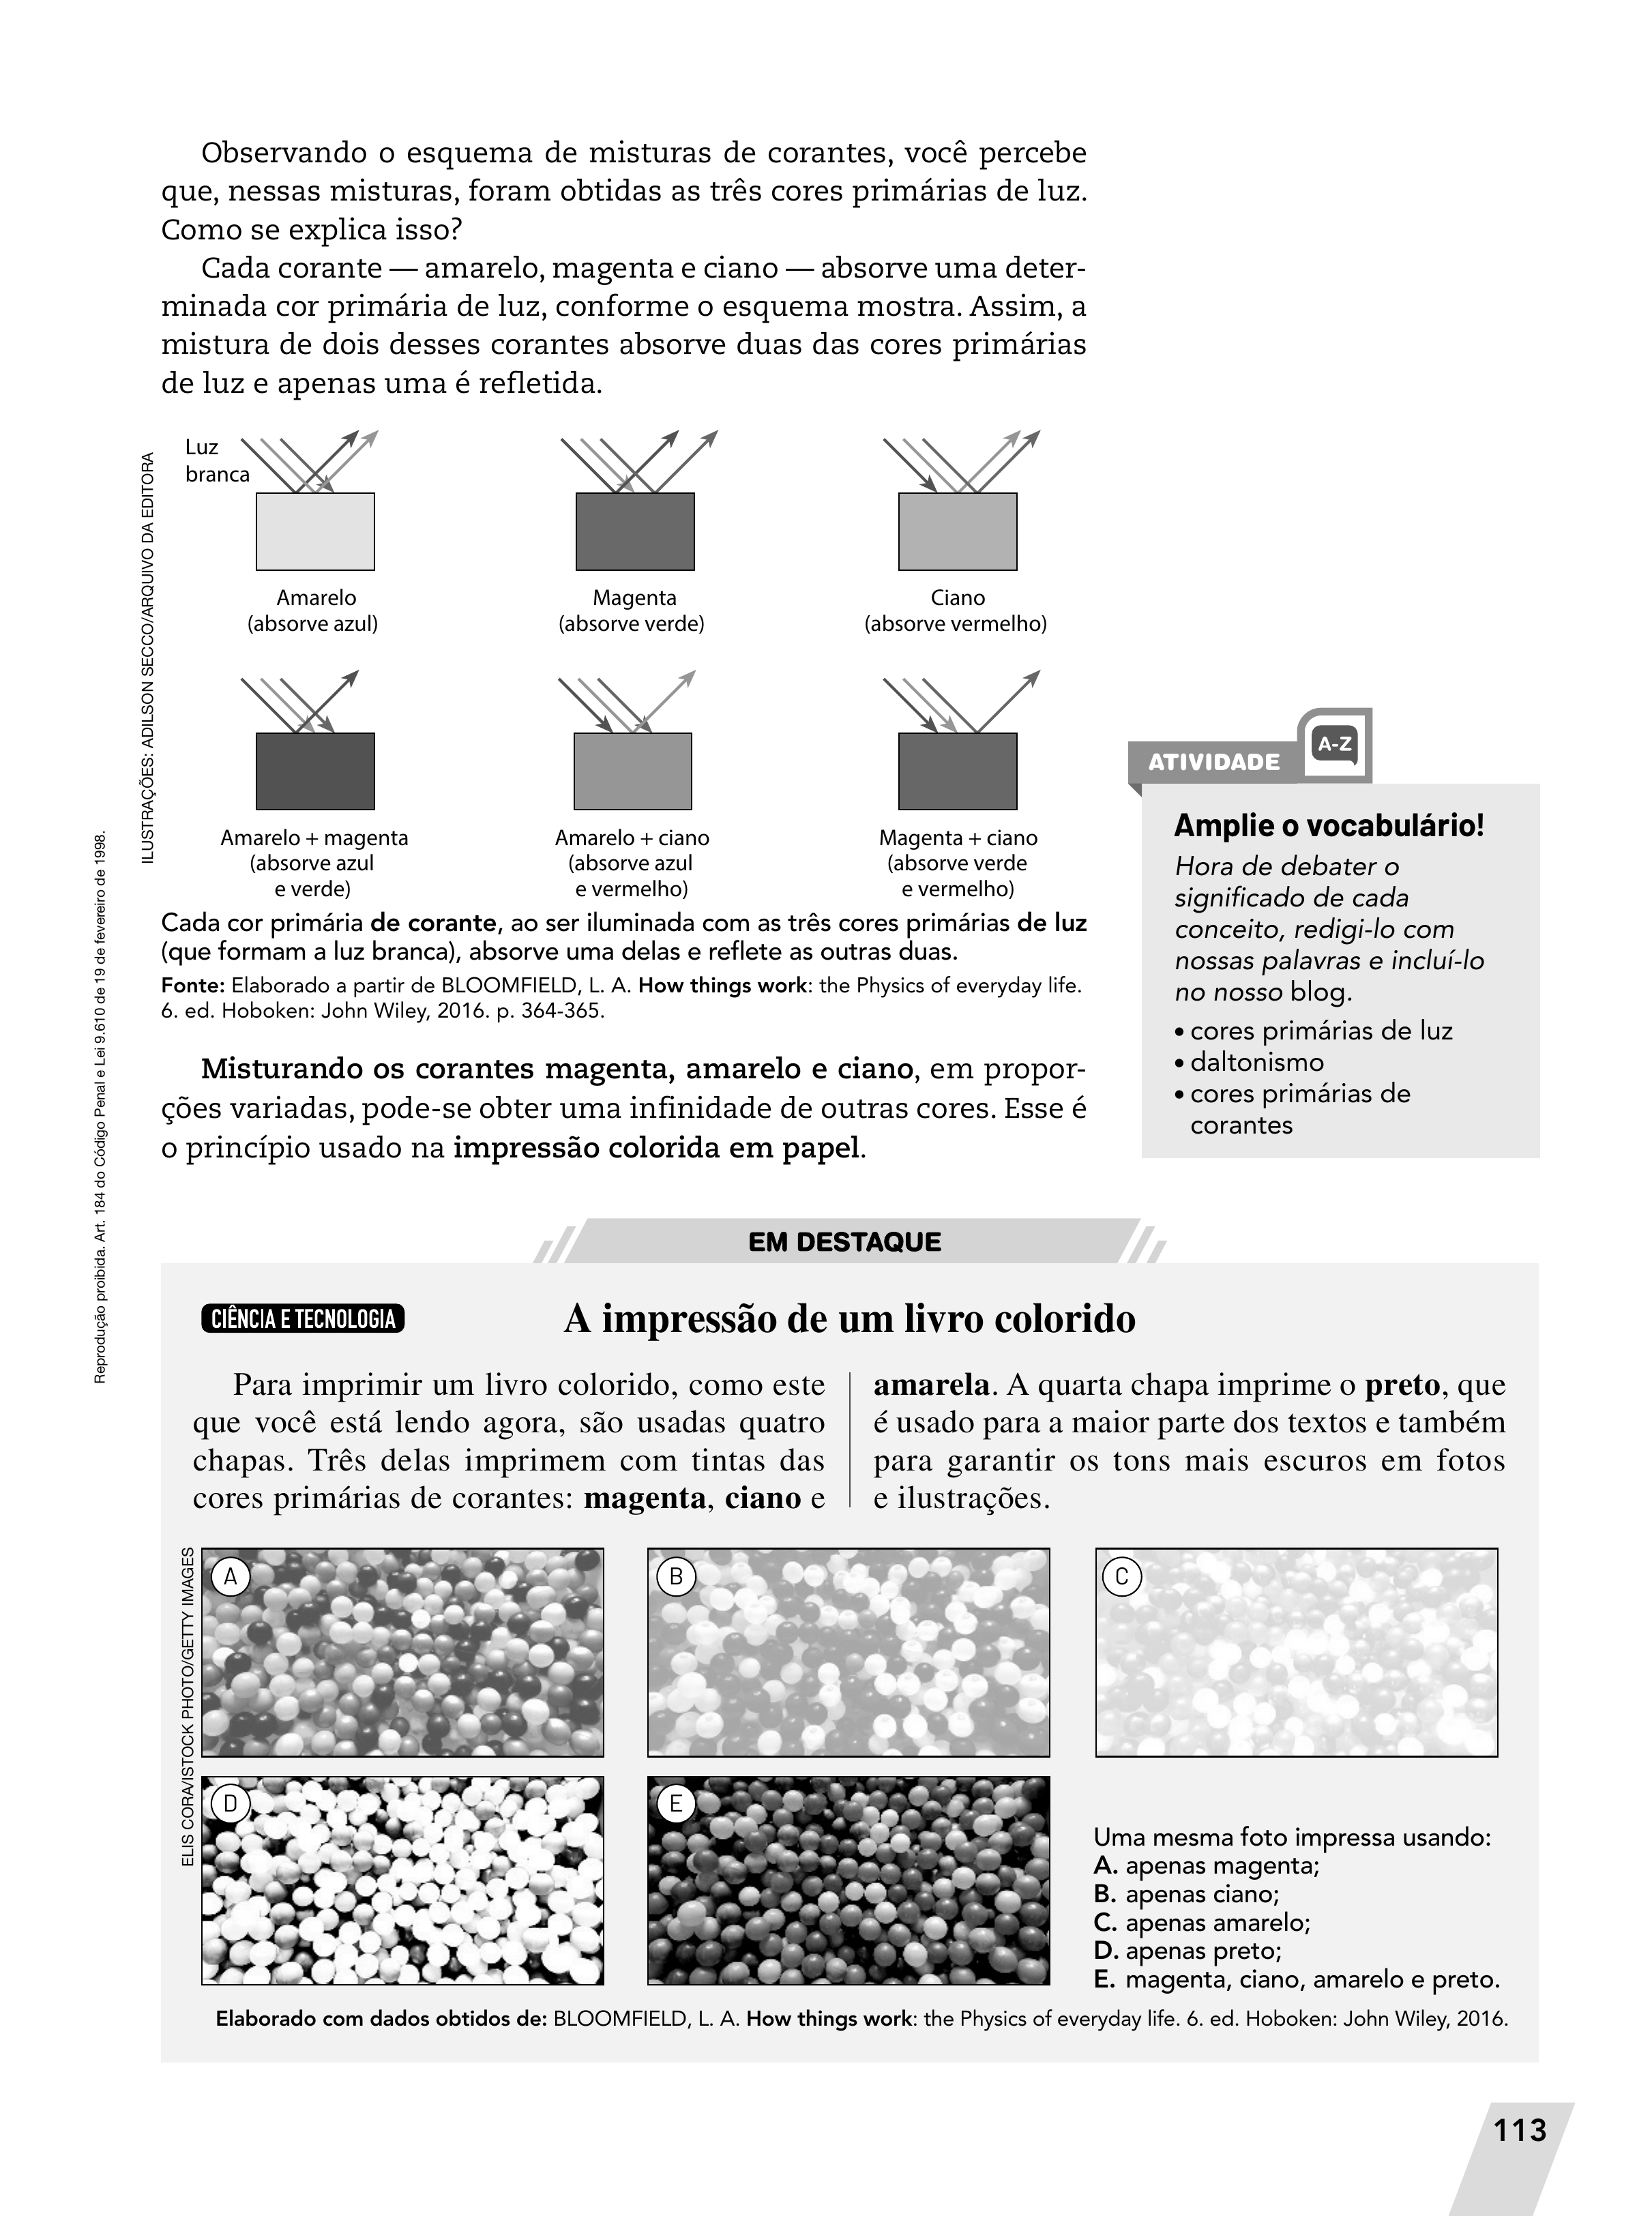 Observando o esquema de misturas de corantes, você percebe
que, nessas misturas, foram obtidas as três cores primárias de luz.
Como se explica isso?
Cada corante — amarelo, magenta e ciano — absorve uma deter-
minada cor primária de luz, conforme o esquema mostra. Assim, a
mistura de dois desses corantes absorve duas das cores primárias
de luz e apenas uma é refletida.
Luz
branca
Amarelo
(absorve azul)
Magenta
(absorve verde)
Ciano
(absorve vermelho)
Amarelo + magenta
(absorve azul
e verde)
Amarelo + ciano
(absorve azul
e vermelho)
Magenta + ciano
(absorve verde
e vermelho)
ILUSTRAÇÕES: ADILSON SECCO/ARQUIVO DA EDITORA
Cada cor primária de corante, ao ser iluminada com as três cores primárias de luz
(que formam a luz branca), absorve uma delas e reflete as outras duas.
Fonte: Elaborado a partir de BLOOMFIELD, L. A. How things work: the Physics of everyday life.
6. ed. Hoboken: John Wiley, 2016. p. 364-365.
Misturando os corantes magenta, amarelo e ciano, em propor-
ções variadas, pode-se obter uma infinidade de outras cores. Esse é
o princípio usado na impressão colorida em papel.
ATIVIDADE
A-Z
Amplie o vocabulário!
Hora de debater o
significado de cada
conceito, redigi-lo com
nossas palavras e incluí-lo
no nosso blog.
• cores primárias de luz
• daltonismo
• cores primárias de
corantes
Reprodução proibida. Art. 184 do Código Penal e Lei 9.610 de 19 de fevereiro de 1998.
EM DESTAQUE
CIÊNCIA E TECNOLOGIA
A impressão de um livro colorido
Para imprimir um livro colorido, como este
que você está lendo agora, são usadas quatro
chapas. Três delas imprimem com tintas das
cores primárias de corantes: magenta, ciano e
amarela. A quarta chapa imprime o preto, que
é usado para a maior parte dos textos e também
para garantir os tons mais escuros em fotos
e ilustrações.
ELIS CORA/ISTOCK PHOTO/GETTY IMAGES
A
B
C
D
E
Uma mesma foto impressa usando:
A. apenas magenta;
B. apenas ciano;
C. apenas amarelo;
D. apenas preto;
E. magenta, ciano, amarelo e preto.
Elaborado com dados obtidos de: BLOOMFIELD, L. A. How things work: the Physics of everyday life. 6. ed. Hoboken: John Wiley, 2016.
113